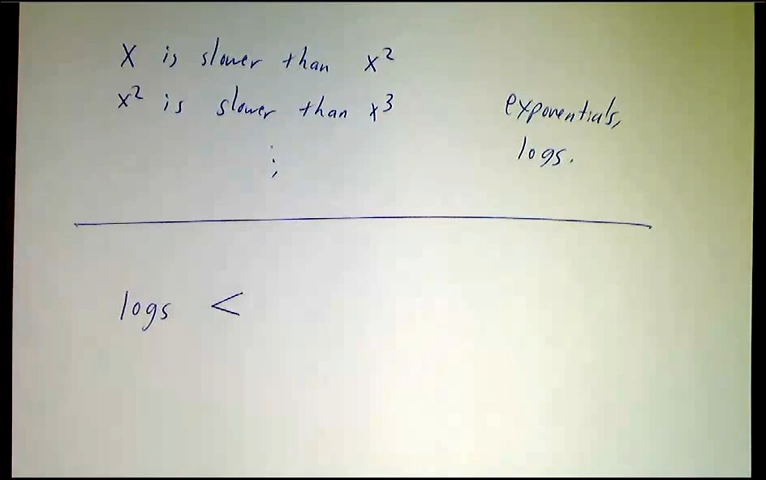 x is slower than x²
x² is slower than x³
⋮
exponentials,
logs.
logs <